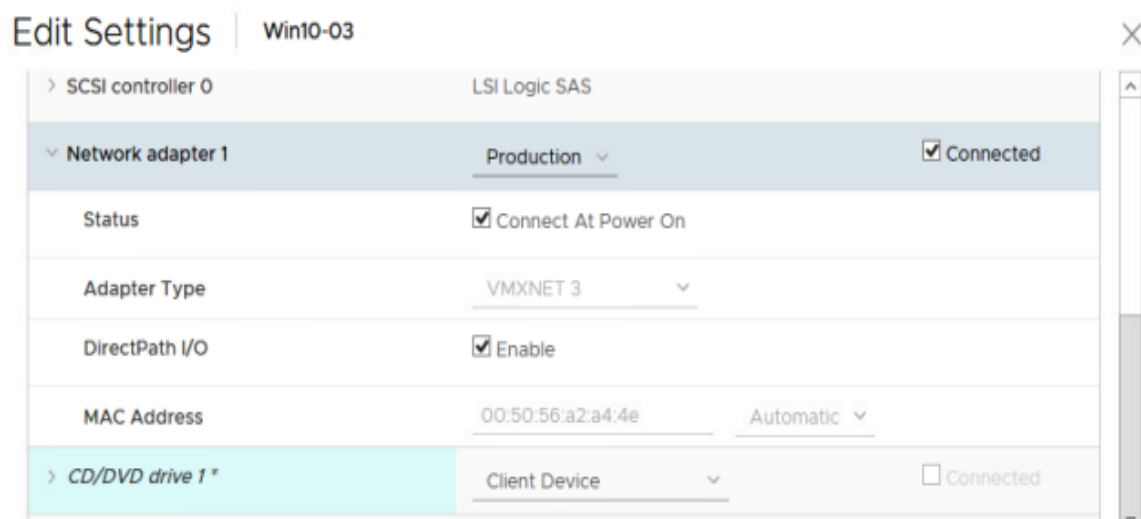 Edit Settings Win10-03
SCSI controller 0 LSI Logic SAS
Network adapter 1 Production Connected
Status Connect At Power On
Adapter Type VMXNET 3
DirectPath I/O Enable
MAC Address 00:50:56:a2:a4:4e Automatic
CD/DVD drive 1 * Client Device Connected